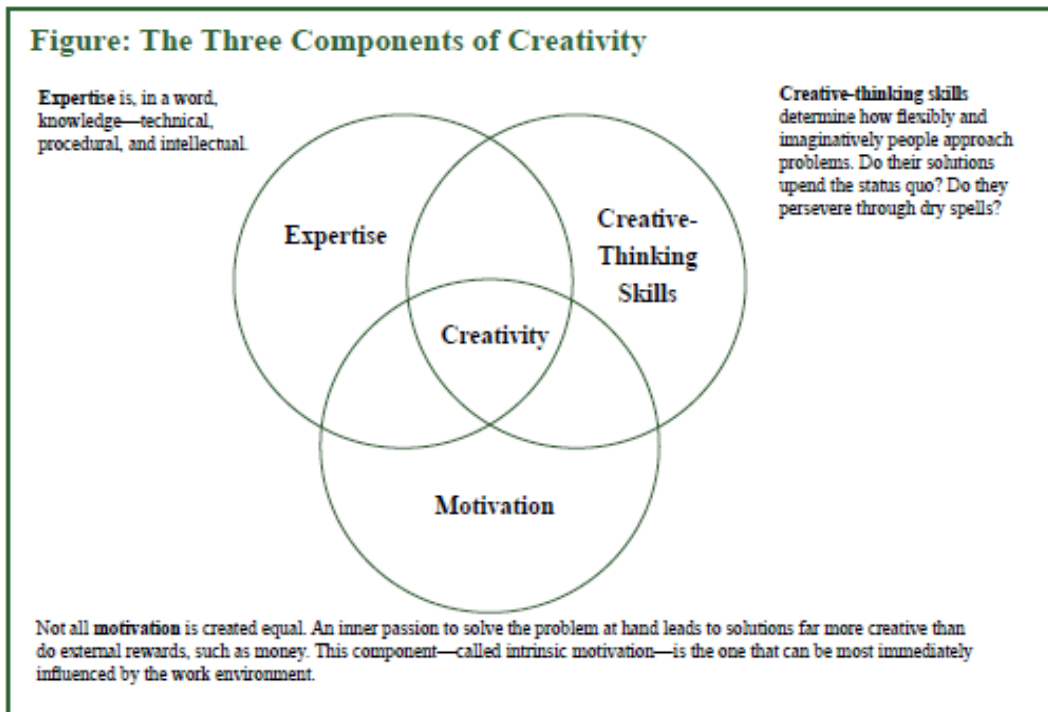 Figure: The Three Components of Creativity
Expertise is, in a word,
knowledge—technical,
procedural, and intellectual.
Creative-thinking skills
determine how flexibly and
imaginatively people approach
problems. Do their solutions
upend the status quo? Do they
persevere through dry spells?
Expertise
Creative-
Thinking
Skills
Creativity
Motivation
Not all motivation is created equal. An inner passion to solve the problem at hand leads to solutions far more creative than
do external rewards, such as money. This component—called intrinsic motivation—is the one that can be most immediately
influenced by the work environment.